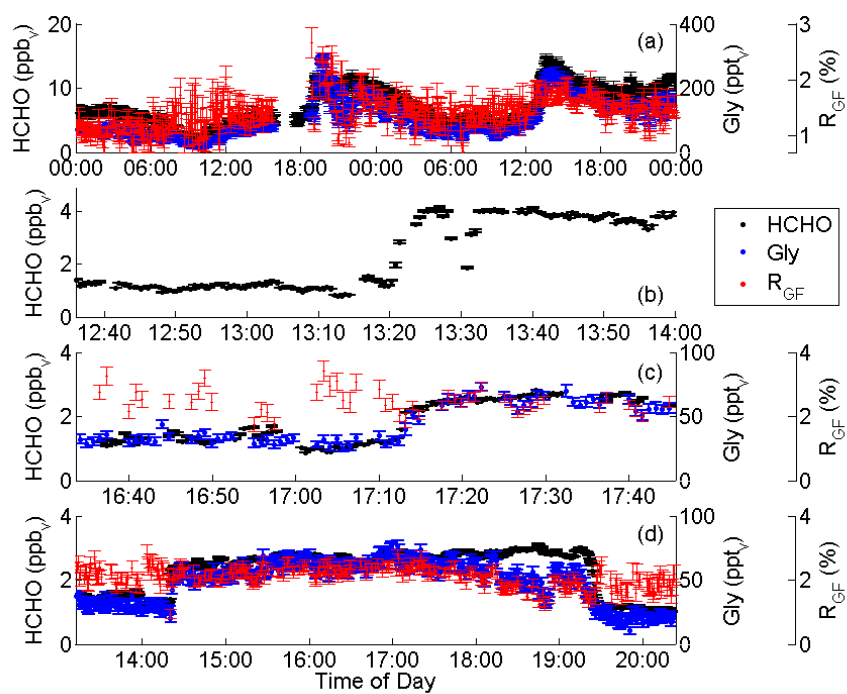 20 (a) 400 3
HCHO (ppbv) 10 Gly (pptv) 200 2 RGF (%)
0 0 1
00:00 06:00 12:00 18:00 00:00 06:00 12:00 18:00 00:00
4
HCHO (ppbv) 2
0 (b)
12:40 12:50 13:00 13:10 13:20 13:30 13:40 13:50 14:00
HCHO
Gly
RGF
4 (c) 100 4
HCHO (ppbv) 2 Gly (pptv) 50 2 RGF (%)
0 0 0
16:40 16:50 17:00 17:10 17:20 17:30 17:40
4 (d) 100 4
HCHO (ppbv) 2 Gly (pptv) 50 2 RGF (%)
0 0 0
14:00 15:00 16:00 17:00 18:00 19:00 20:00
Time of Day